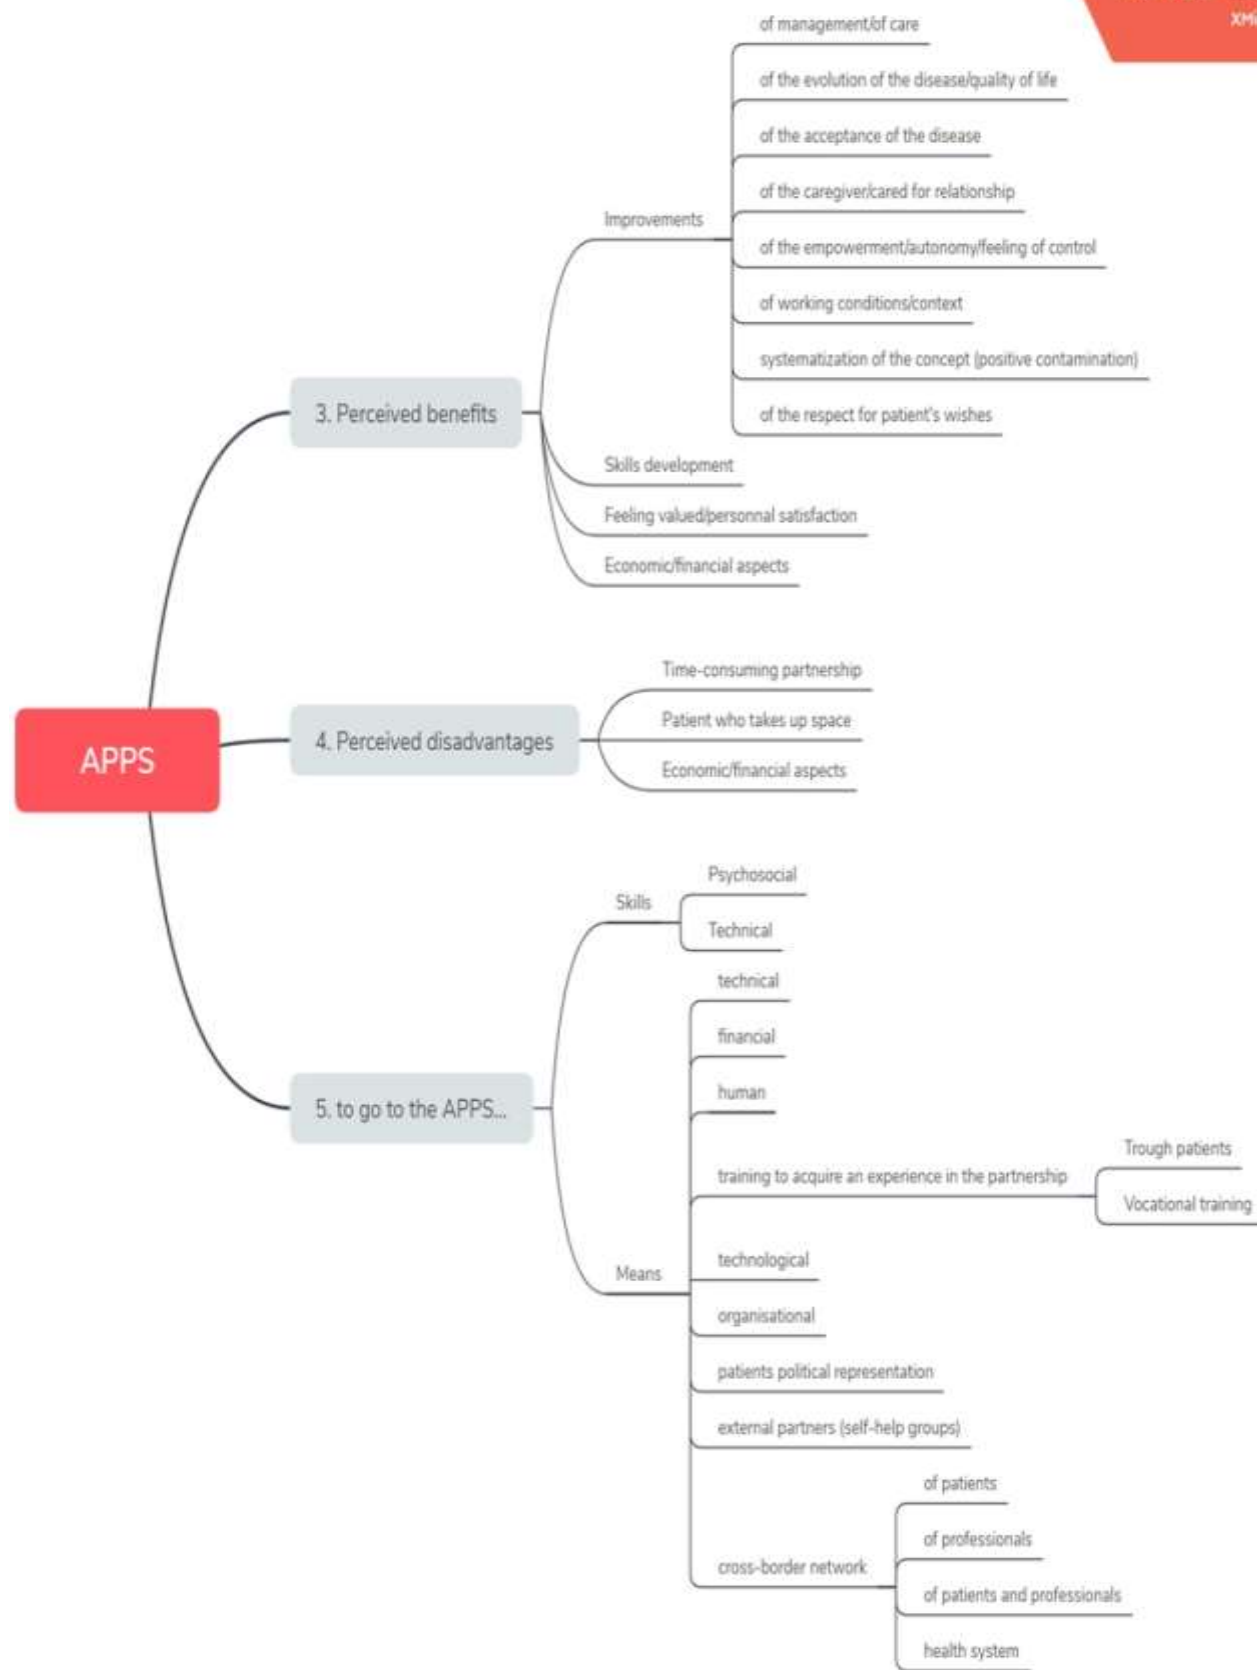 XMi
of management/of care
of the evolution of the disease/quality of life
of the acceptance of the disease
of the caregiver/cared for relationship
Improvements
of the empowerment/autonomy/feeling of control
of working conditions/context
systematization of the concept (positive contamination)
of the respect for patient's wishes
3. Perceived benefits
Skills development
Feeling valued/personnal satisfaction
Economic/financial aspects
APPS
4. Perceived disadvantages
Time-consuming partnership
Patient who takes up space
Economic/financial aspects
5. to go to the APPS...
Skills
Psychosocial
Technical
Means
technical
financial
human
training to acquire an experience in the partnership
Trough patients
Vocational training
technological
organisational
patients political representation
external partners (self-help groups)
cross-border network
of patients
of professionals
of patients and professionals
health system